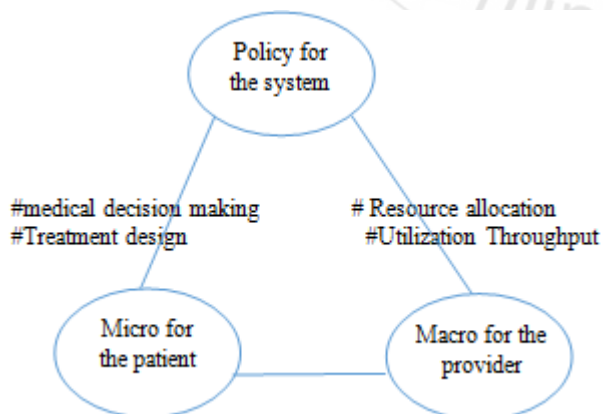 Policy for
the system
#medical decision making
#Treatment design
# Resource allocation
#Utilization Throughput
Micro for
the patient
Macro for the
provider